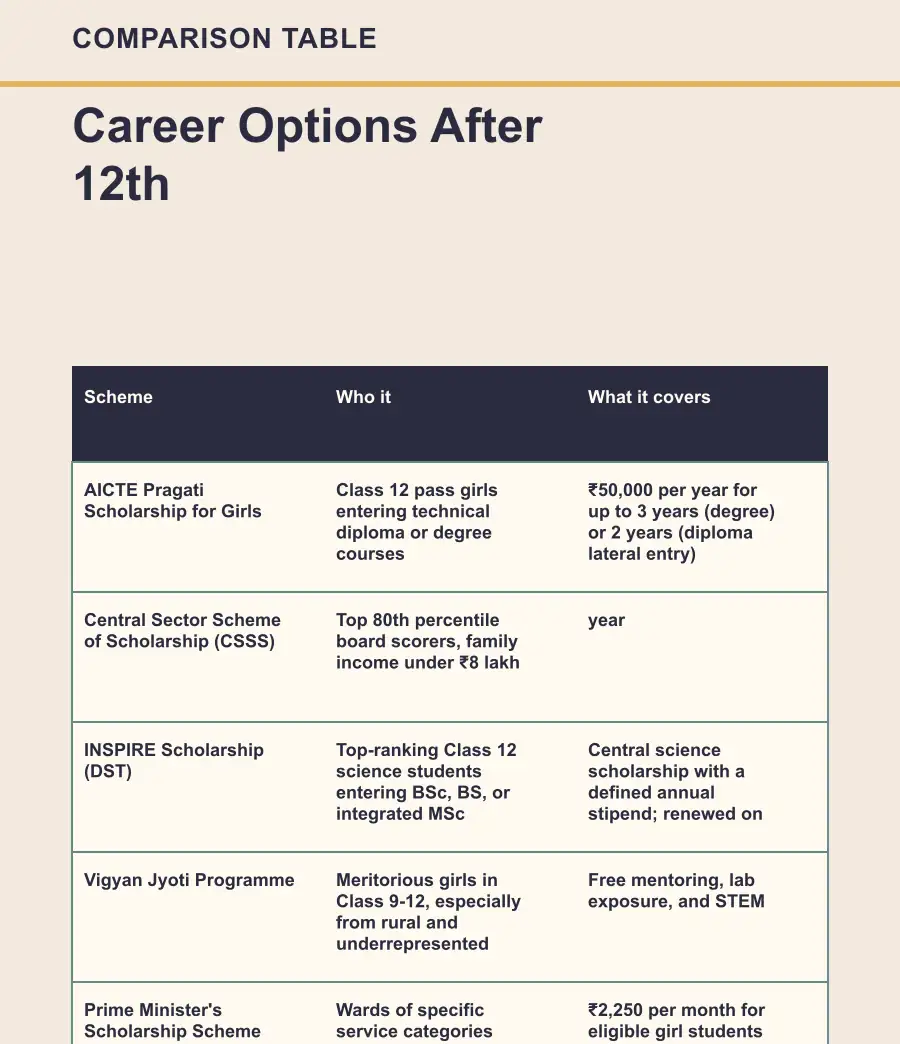 COMPARISON TABLE
Career Options After
12th
Scheme
Who it
What it covers
AICTE Pragati
Scholarship for Girls
Class 12 pass girls
entering technical
diploma or degree
courses
₹50,000 per year for
up to 3 years (degree)
or 2 years (diploma
lateral entry)
Central Sector Scheme
of Scholarship (CSSS)
Top 80th percentile
board scorers, family
income under ₹8 lakh
year
INSPIRE Scholarship
(DST)
Top-ranking Class 12
science students
entering BSc, BS, or
integrated MSc
Central science
scholarship with a
defined annual
stipend; renewed on
Vigyan Jyoti Programme
Meritorious girls in
Class 9-12, especially
from rural and
underrepresented
Free mentoring, lab
exposure, and STEM
Prime Minister's
Scholarship Scheme
Wards of specific
service categories
₹2,250 per month for
eligible girl students